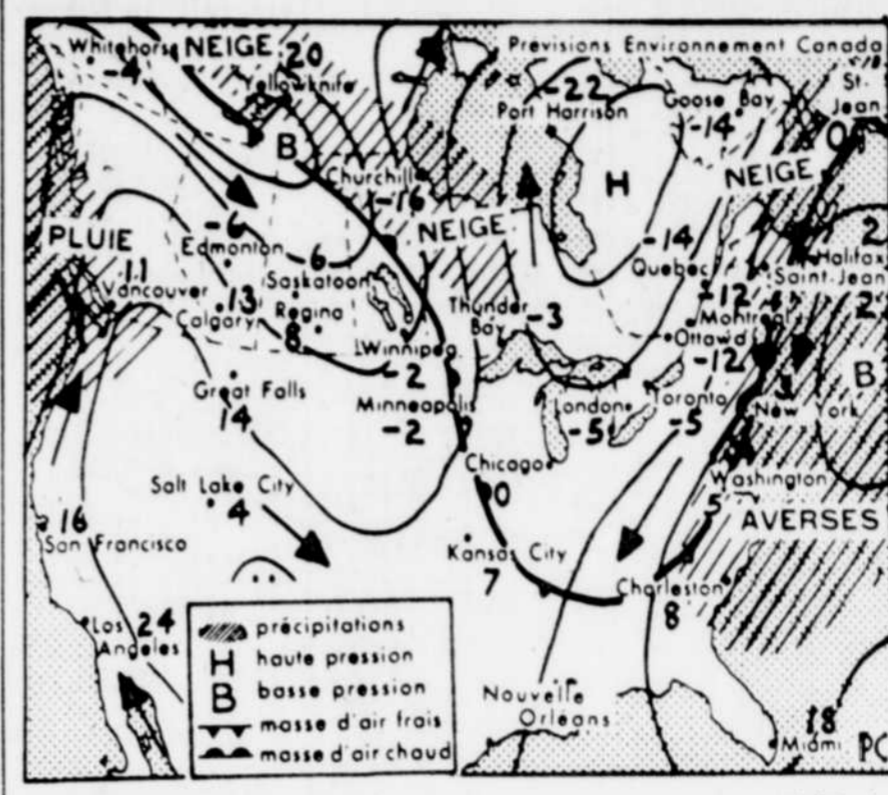 Whitehorse NEIGE 20
-4
Yellowknife
Prévisions Environnement Canada
-22
Port Harrison
Goose Bay
-14
St-
Jean
0
B
Churchill
-16
H
NEIGE
NEIGE
PLUIE
-6
Edmonton
-6
Saskatoon
-14
Quebec
2
Halifax
Saint-Jean
2
11
Vancouver
13
Calgary
Regina
8
Thunder
Bay
-3
-12
Montreal
Ottawa
-12
Winnipeg
-2
Great Falls
14
Minneapolis
-2
London
-5
Toronto
-5
New York
B
Chicago
0
Salt Lake City
4
Washington
5
AVERSES
16
San Francisco
Kansas City
7
Charleston
8
Los
Angeles
24
précipitations
H haute pression
B basse pression
masse d'air frais
masse d'air chaud
Nouvelle
Orléans
18
Miami
PC